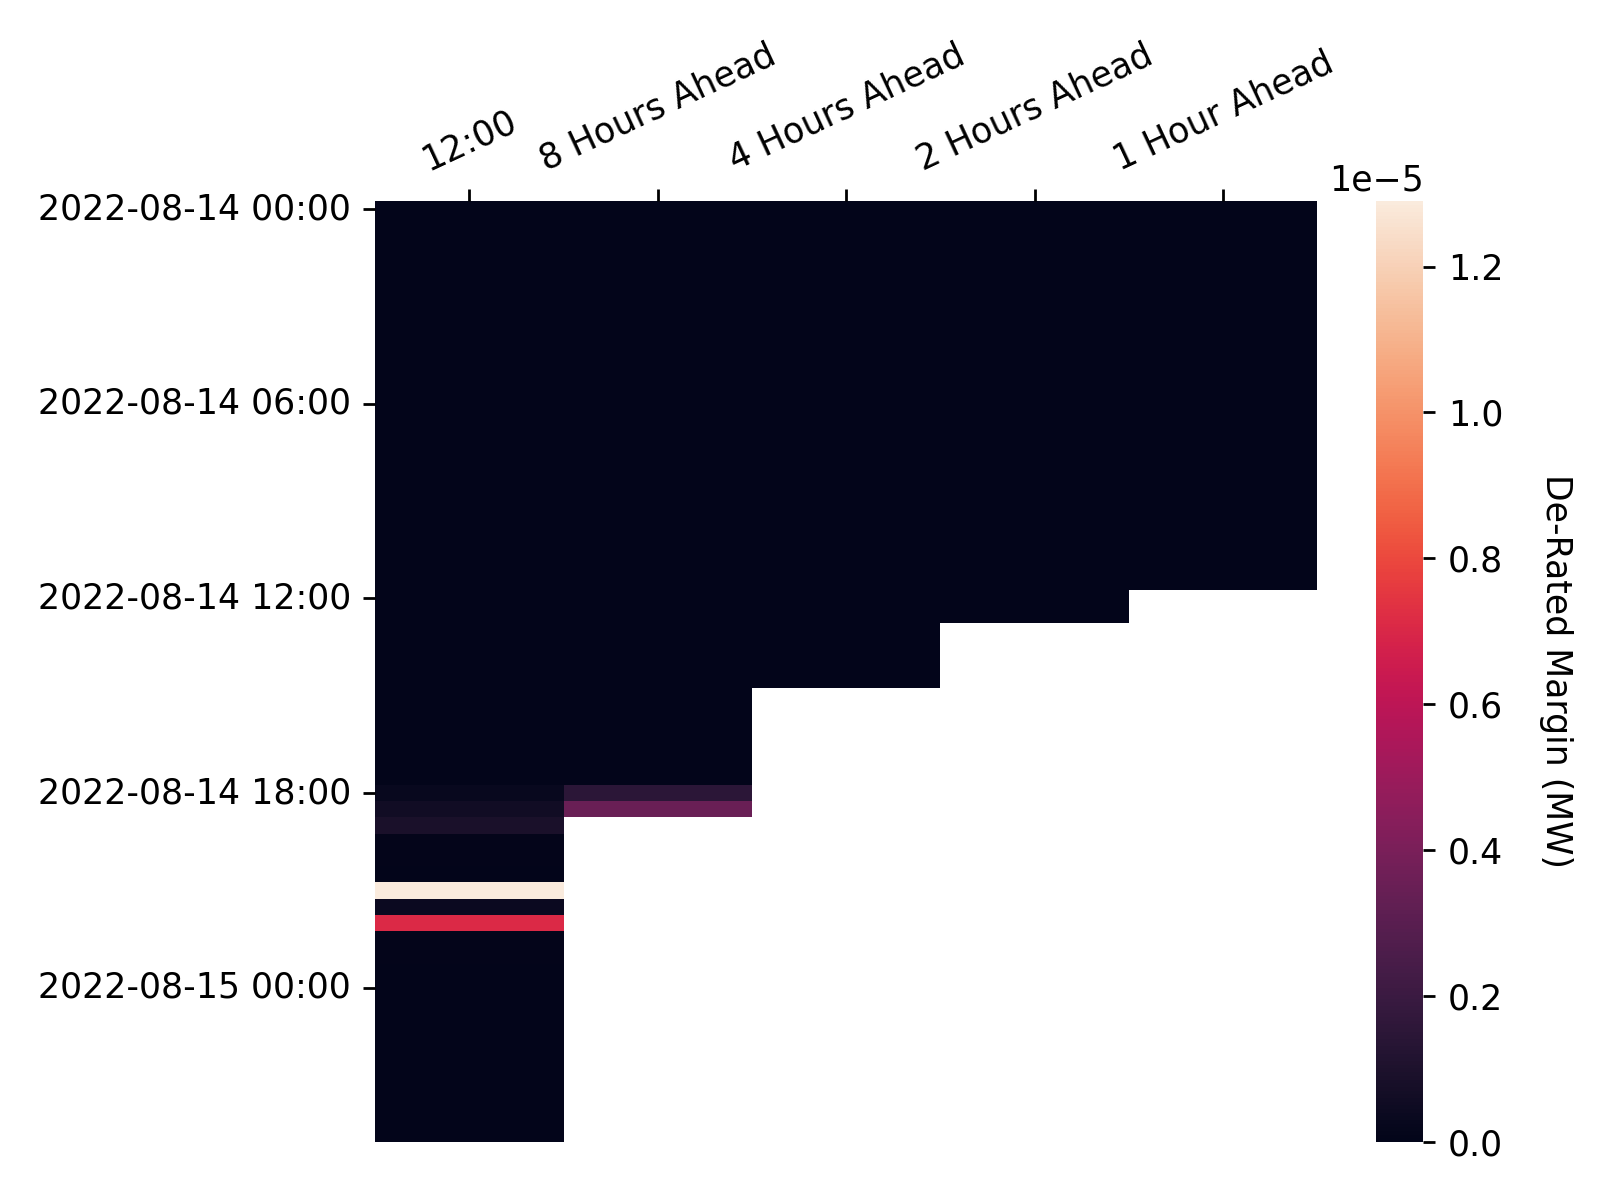 12:00
8 Hours Ahead
4 Hours Ahead
2 Hours Ahead
1 Hour Ahead
1e−5
2022-08-14 00:00
2022-08-14 06:00
2022-08-14 12:00
2022-08-14 18:00
2022-08-15 00:00
1.2
1.0
0.8
0.6
0.4
0.2
0.0
De-Rated Margin (MW)